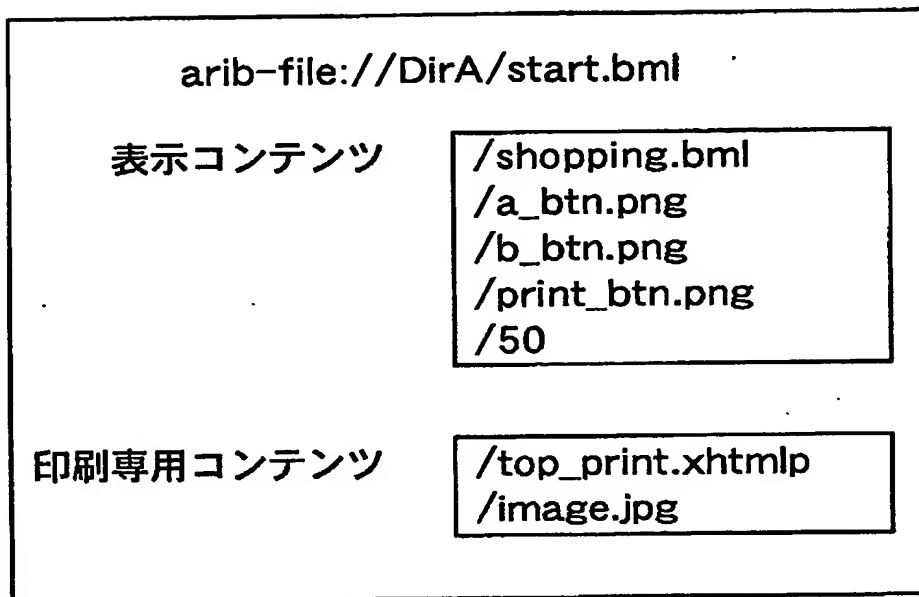 arib-file://DirA/start.bml
表示コンテンツ
/shopping.bml
/a_btn.png
/b_btn.png
/print_btn.png
/50
印刷専用コンテンツ
/top_print.xhtmlp
/image.jpg